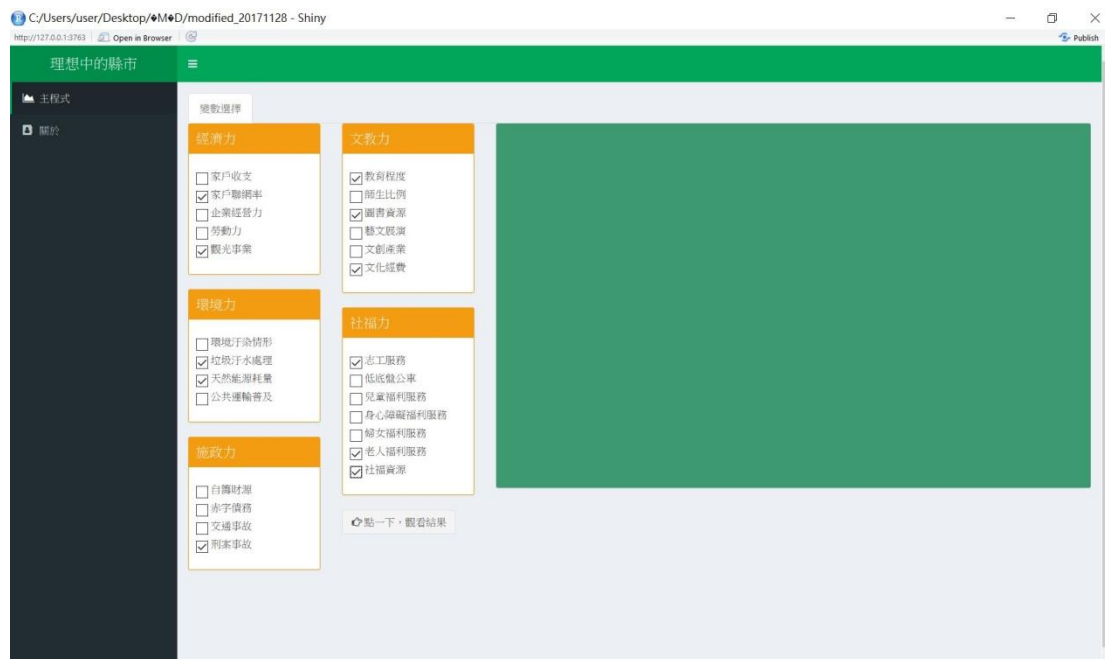 C:/Users/user/Desktop/�M�D/modified_20171128 - Shiny
http://127.0.0.1:3763 Open in Browser Publish
理想中的縣市
主程式
關於
變數選擇
經濟力
家戶收支
家戶聯網率
企業經營力
勞動力
觀光事業
環境力
環境汙染情形
垃圾汙水處理
天然能源耗量
公共運輸普及
施政力
自籌財源
赤字債務
交通事故
刑案事故
文教力
教育程度
師生比例
圖書資源
藝文展演
文創產業
文化經費
社福力
志工服務
低底盤公車
兒童福利服務
身心障礙福利服務
婦女福利服務
老人福利服務
社福資源
點一下，觀看結果